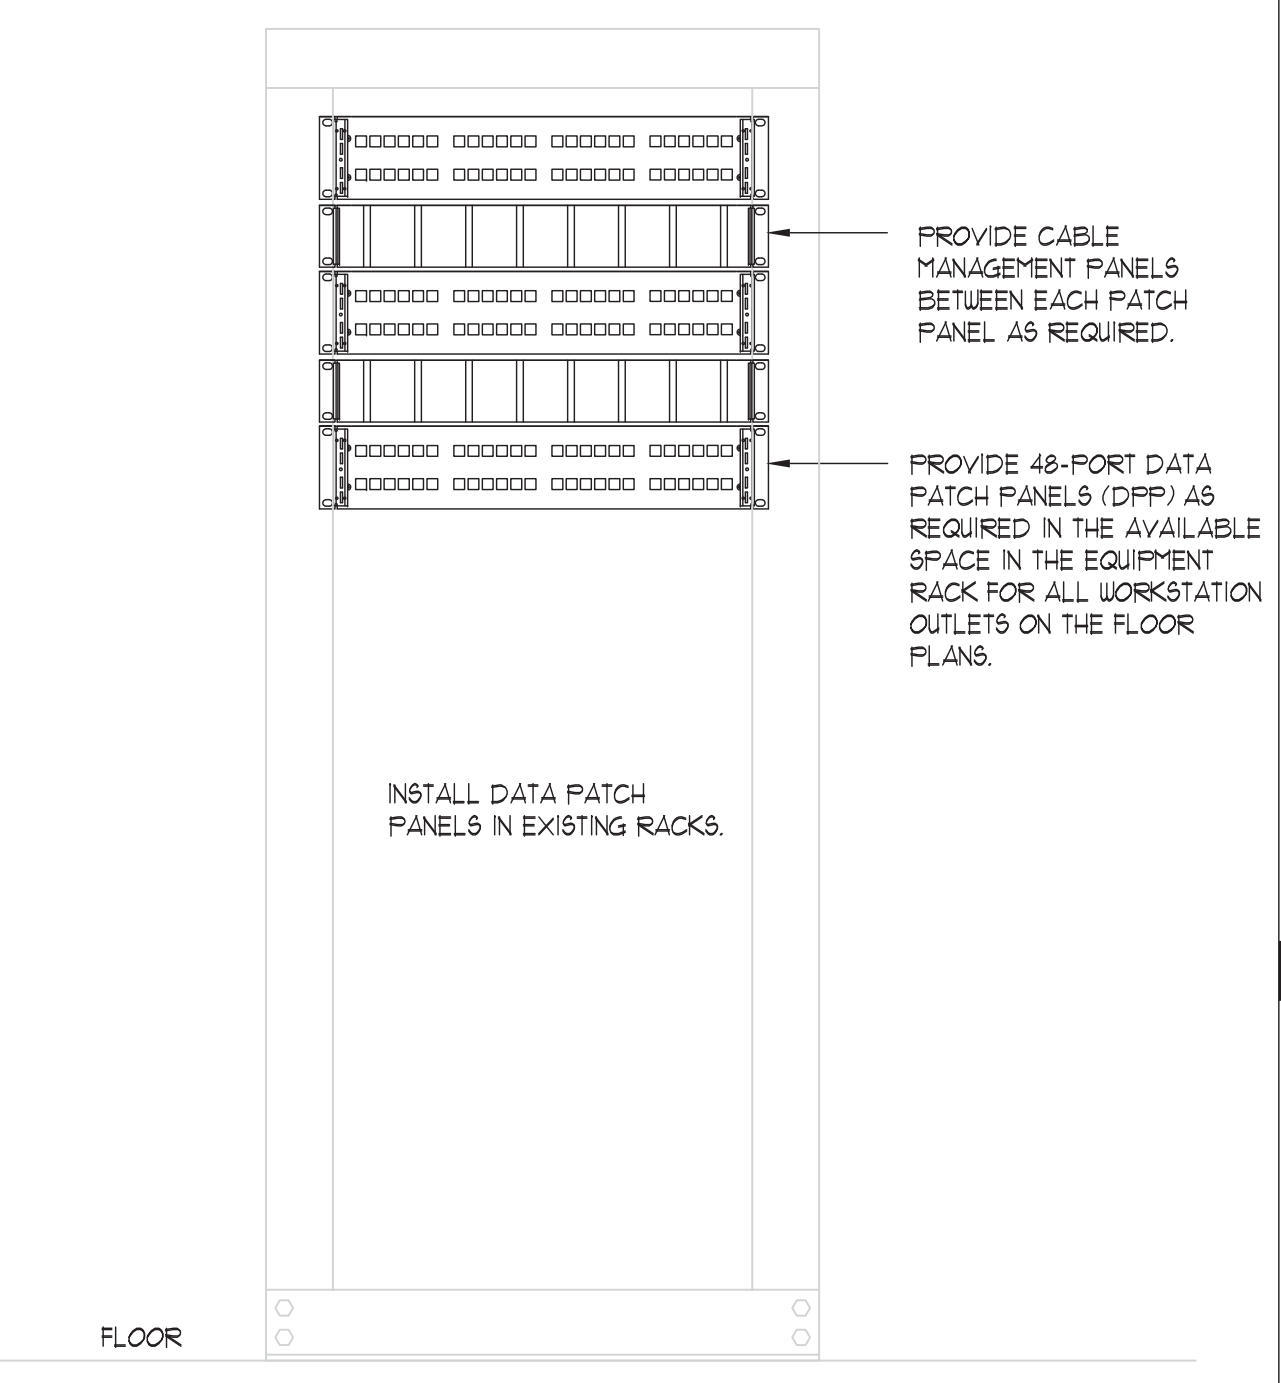 PROVIDE CABLE
MANAGEMENT PANELS
BETWEEN EACH PATCH
PANEL AS REQUIRED.
PROVIDE 48-PORT DATA
PATCH PANELS (DPP) AS
REQUIRED IN THE AVAILABLE
SPACE IN THE EQUIPMENT
RACK FOR ALL WORKSTATION
OUTLETS ON THE FLOOR
PLANS.
INSTALL DATA PATCH
PANELS IN EXISTING RACKS.
FLOOR